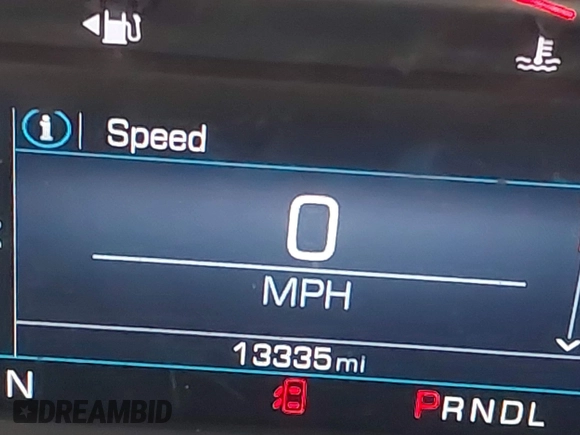 i Speed
0
MPH
13335 mi
N PRNDL
DREAMBID